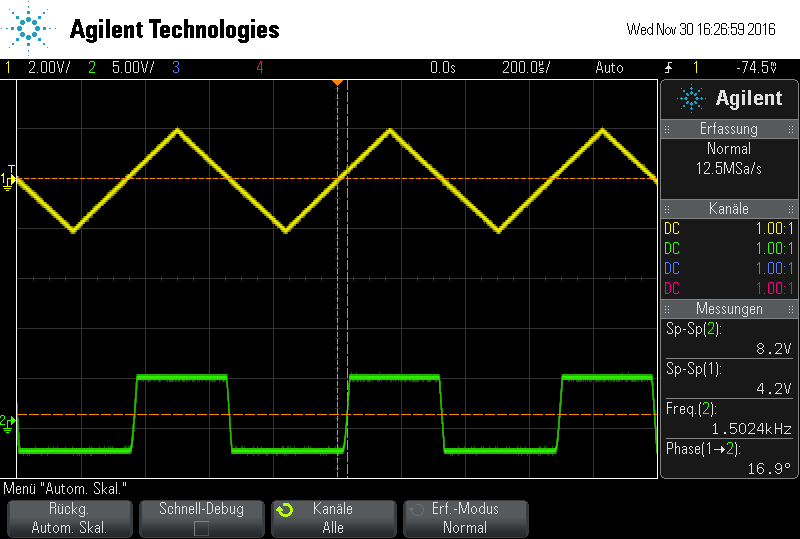 Agilent Technologies
Wed Nov 30 16:26:59 2016
1 2.00V/ 2 5.00V/ 3 4 0.0s 200.0µs/ Auto 1 -74.5mV
Agilent
Erfassung
Normal
12.5MSa/s
Kanäle
DC 1.00:1
DC 1.00:1
DC 1.00:1
DC 1.00:1
Messungen
Sp-Sp(2):
8.2V
Sp-Sp(1):
4.2V
Freq.(2):
1.5024kHz
Phase(1→2):
16.9°
1 T
2
Menü "Autom. Skal."
Rückg.
Autom. Skal.
Schnell-Debug
Kanäle
Alle
Erf.-Modus
Normal